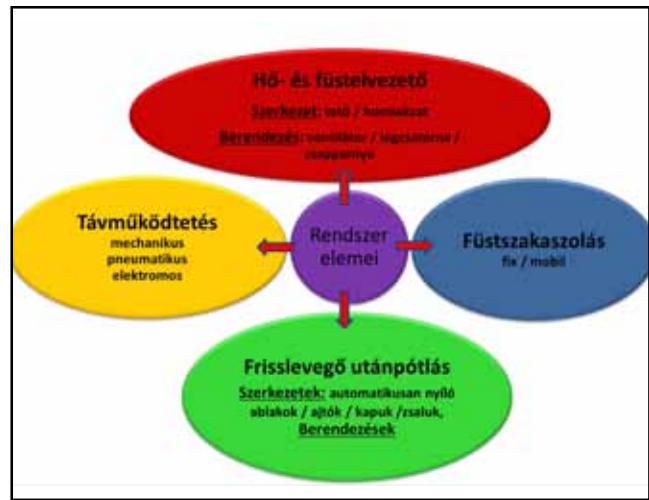 Hő- és füstelvezető
Szerkezet: tető / homlokzat
Berendezés: ventilátor / légcsatorna /
csappantyú
Távműködtetés
mechanikus
pneumatikus
elektromos
Rendszer
elemei
Füstszakaszolás
fix / mobil
Frisslevegő utánpótlás
Szerkezetek: automatikusan nyíló
ablakok / ajtók / kapuk /zsaluk,
Berendezések